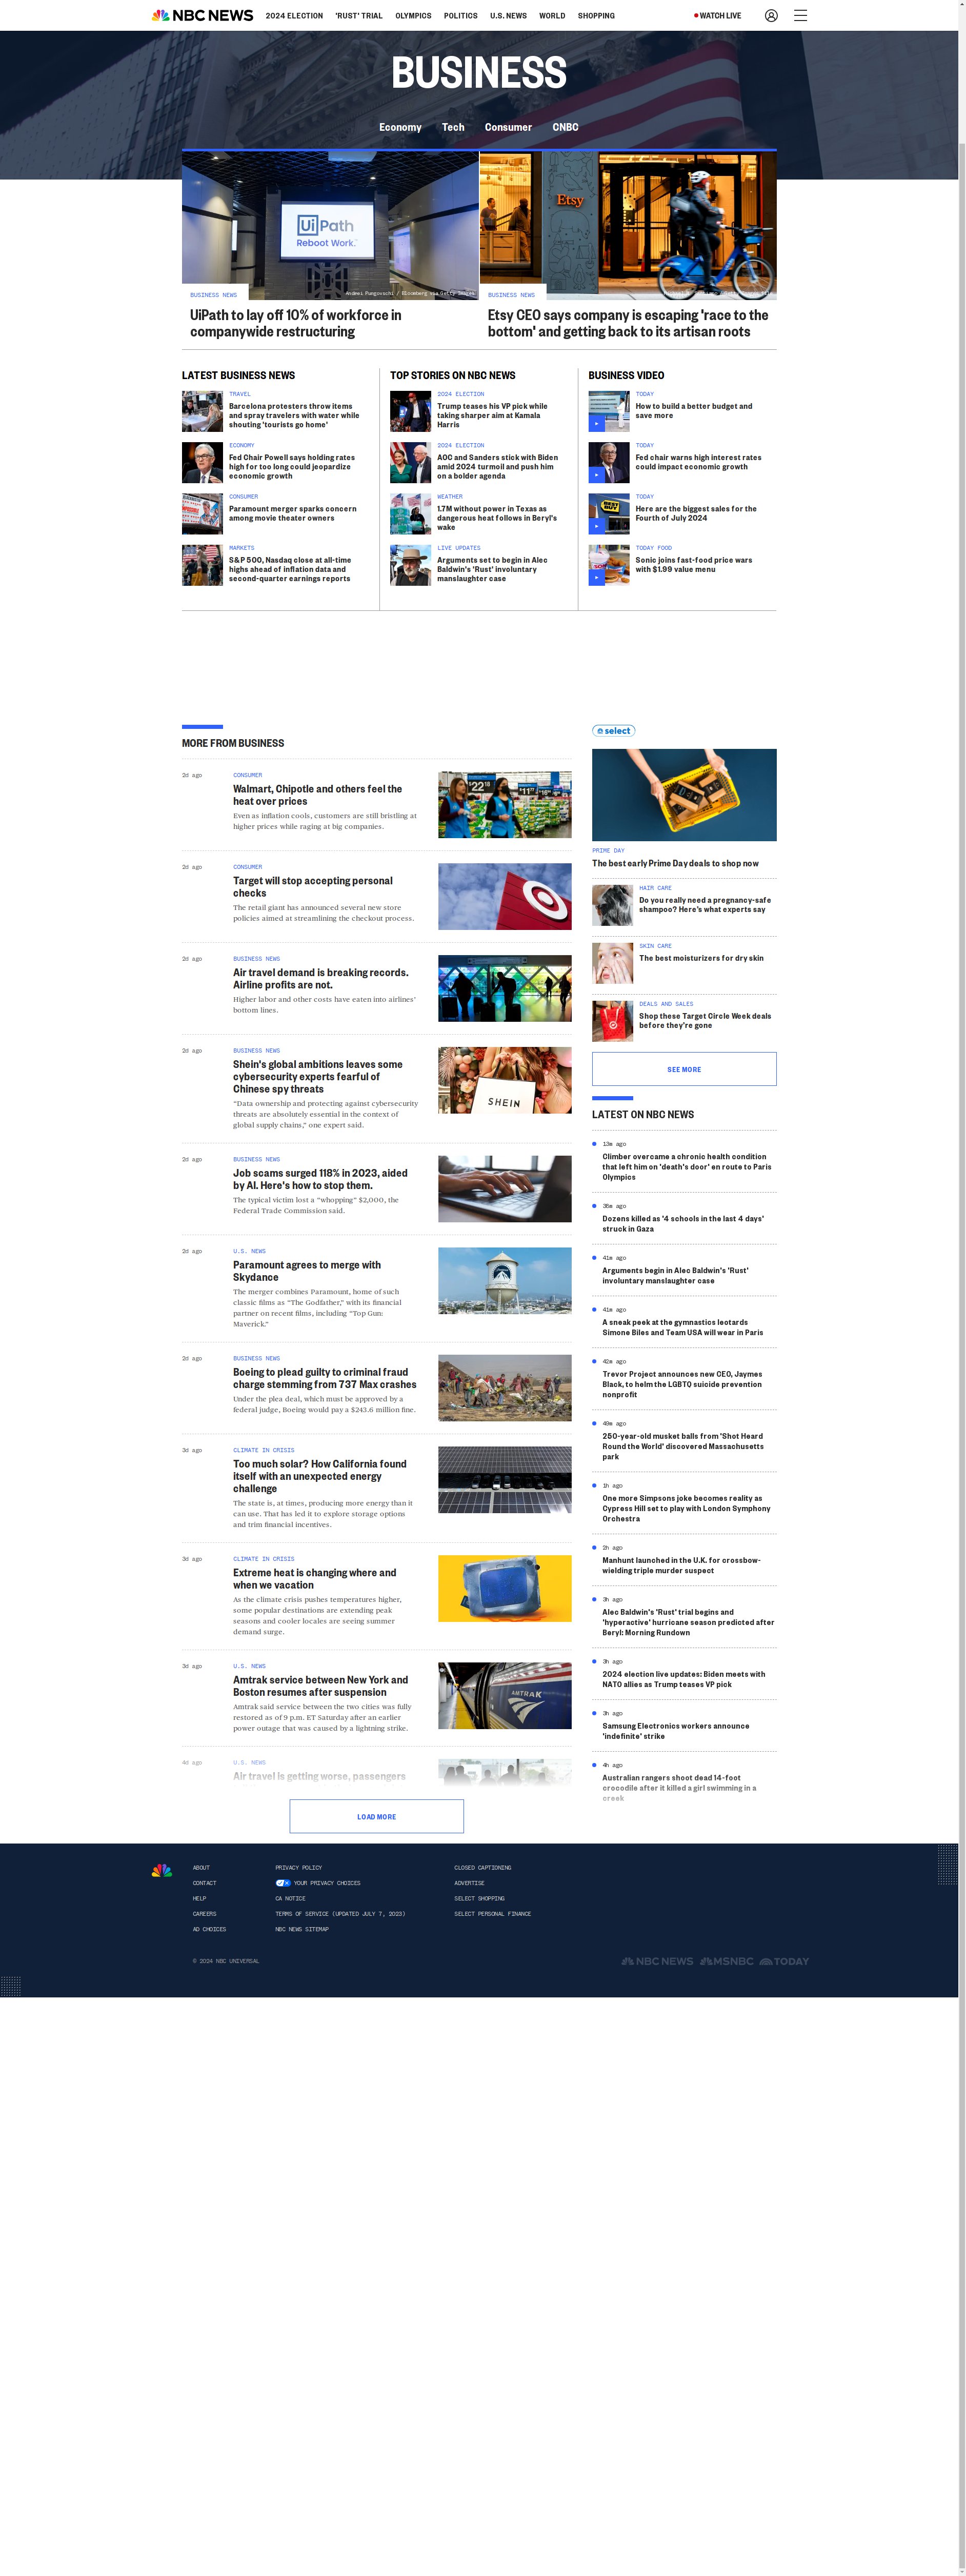 NBC NEWS
2024 ELECTION
'RUST' TRIAL
OLYMPICS
POLITICS
U.S. NEWS
WORLD
SHOPPING
WATCH LIVE
BUSINESS
Economy
Tech
Consumer
CNBC
UiPath
Reboot Work.
Andrei Pungovschi / Bloomberg via Getty Images
BUSINESS NEWS
UiPath to lay off 10% of workforce in
companywide restructuring
Etsy
BUSINESS NEWS
Etsy CEO says company is escaping 'race to the
bottom' and getting back to its artisan roots
LATEST BUSINESS NEWS
TRAVEL
Barcelona protesters throw items
and spray travelers with water while
shouting 'tourists go home'
ECONOMY
Fed Chair Powell says holding rates
high for too long could jeopardize
economic growth
CONSUMER
Paramount merger sparks concern
among movie theater owners
MARKETS
S&P 500, Nasdaq close at all-time
highs ahead of inflation data and
second-quarter earnings reports
TOP STORIES ON NBC NEWS
2024 ELECTION
Trump teases his VP pick while
taking sharper aim at Kamala
Harris
2024 ELECTION
AOC and Sanders stick with Biden
amid 2024 turmoil and push him
on a bolder agenda
WEATHER
1.7M without power in Texas as
dangerous heat follows in Beryl's
wake
LIVE UPDATES
Arguments set to begin in Alec
Baldwin's 'Rust' involuntary
manslaughter case
BUSINESS VIDEO
TODAY
How to build a better budget and
save more
TODAY
Fed chair warns high interest rates
could impact economic growth
BEST BUY
TODAY
Here are the biggest sales for the
Fourth of July 2024
TODAY FOOD
Sonic joins fast-food price wars
with $1.99 value menu
MORE FROM BUSINESS
2d ago
CONSUMER
Walmart, Chipotle and others feel the
heat over prices
Even as inflation cools, customers are still bristling at
higher prices while raging at big companies.
2d ago
CONSUMER
Target will stop accepting personal
checks
The retail giant has announced several new store
policies aimed at streamlining the checkout process.
2d ago
BUSINESS NEWS
Air travel demand is breaking records.
Airline profits are not.
Higher labor and other costs have eaten into airlines'
bottom lines.
2d ago
BUSINESS NEWS
Shein's global ambitions leaves some
cybersecurity experts fearful of
Chinese spy threats
“Data ownership and protecting against cybersecurity
threats are absolutely essential in the context of
global supply chains,” one expert said.
SHEIN
2d ago
BUSINESS NEWS
Job scams surged 118% in 2023, aided
by AI. Here's how to stop them.
The typical victim lost a “whopping” $2,000, the
Federal Trade Commission said.
2d ago
U.S. NEWS
Paramount agrees to merge with
Skydance
The merger combines Paramount, home of such
classic films as “The Godfather,” with its financial
partner on recent films, including “Top Gun:
Maverick.”
2d ago
BUSINESS NEWS
Boeing to plead guilty to criminal fraud
charge stemming from 737 Max crashes
Under the plea deal, which must be approved by a
federal judge, Boeing would pay a $243.6 million fine.
3d ago
CLIMATE IN CRISIS
Too much solar? How California found
itself with an unexpected energy
challenge
The state is, at times, producing more energy than it
can use. That has led it to explore storage options
and trim financial incentives.
3d ago
CLIMATE IN CRISIS
Extreme heat is changing where and
when we vacation
As the climate crisis pushes temperatures higher,
some popular destinations are extending peak
seasons and cooler locales are seeing summer
demand surge.
3d ago
U.S. NEWS
Amtrak service between New York and
Boston resumes after suspension
Amtrak said service between the two cities was fully
restored as of 9 p.m. ET Saturday after an earlier
power outage that was caused by a lightning strike.
AMTRAK
4d ago
U.S. NEWS
Air travel is getting worse, passengers
LOAD MORE
select
PRIME DAY
The best early Prime Day deals to shop now
HAIR CARE
Do you really need a pregnancy-safe
shampoo? Here's what experts say
SKIN CARE
The best moisturizers for dry skin
DEALS AND SALES
Shop these Target Circle Week deals
before they're gone
SEE MORE
LATEST ON NBC NEWS
13m ago
Climber overcame a chronic health condition
that left him on 'death's door' en route to Paris
Olympics
38m ago
Dozens killed as '4 schools in the last 4 days'
struck in Gaza
41m ago
Arguments begin in Alec Baldwin's 'Rust'
involuntary manslaughter case
41m ago
A sneak peek at the gymnastics leotards
Simone Biles and Team USA will wear in Paris
42m ago
Trevor Project announces new CEO, Jaymes
Black, to helm the LGBTQ suicide prevention
nonprofit
49m ago
250-year-old musket balls from 'Shot Heard
Round the World' discovered Massachusetts
park
1h ago
One more Simpsons joke becomes reality as
Cypress Hill set to play with London Symphony
Orchestra
2h ago
Manhunt launched in the U.K. for crossbow-
wielding triple murder suspect
3h ago
Alec Baldwin's 'Rust' trial begins and
'hyperactive' hurricane season predicted after
Beryl: Morning Rundown
3h ago
2024 election live updates: Biden meets with
NATO allies as Trump teases VP pick
3h ago
Samsung Electronics workers announce
'indefinite' strike
4h ago
Australian rangers shoot dead 14-foot
crocodile after it killed a girl swimming in a
creek
ABOUT
CONTACT
HELP
CAREERS
AD CHOICES
PRIVACY POLICY
YOUR PRIVACY CHOICES
CA NOTICE
TERMS OF SERVICE (UPDATED JULY 7, 2023)
NBC NEWS SITEMAP
CLOSED CAPTIONING
ADVERTISE
SELECT SHOPPING
SELECT PERSONAL FINANCE
© 2024 NBC UNIVERSAL
NBC NEWS
MSNBC
TODAY